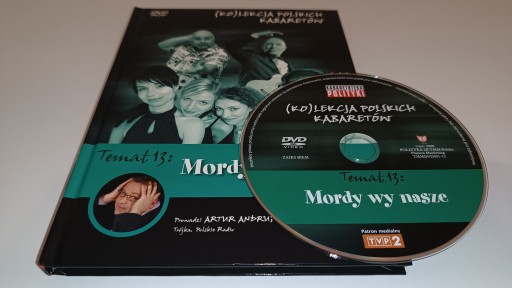 DVD
(KO)LEKCJA POLSKICH
KABARETÓW
Temat 13:
Mordy
Prowadzi ARTUR ANDRUS
Trójka, Polskie Radio
POLITYKI
(KO)LEKCJA POLSKICH
KABARETÓW
DVD
VIDEO
Temat 13:
Mordy wy nasze
Patron medialny
TVP2